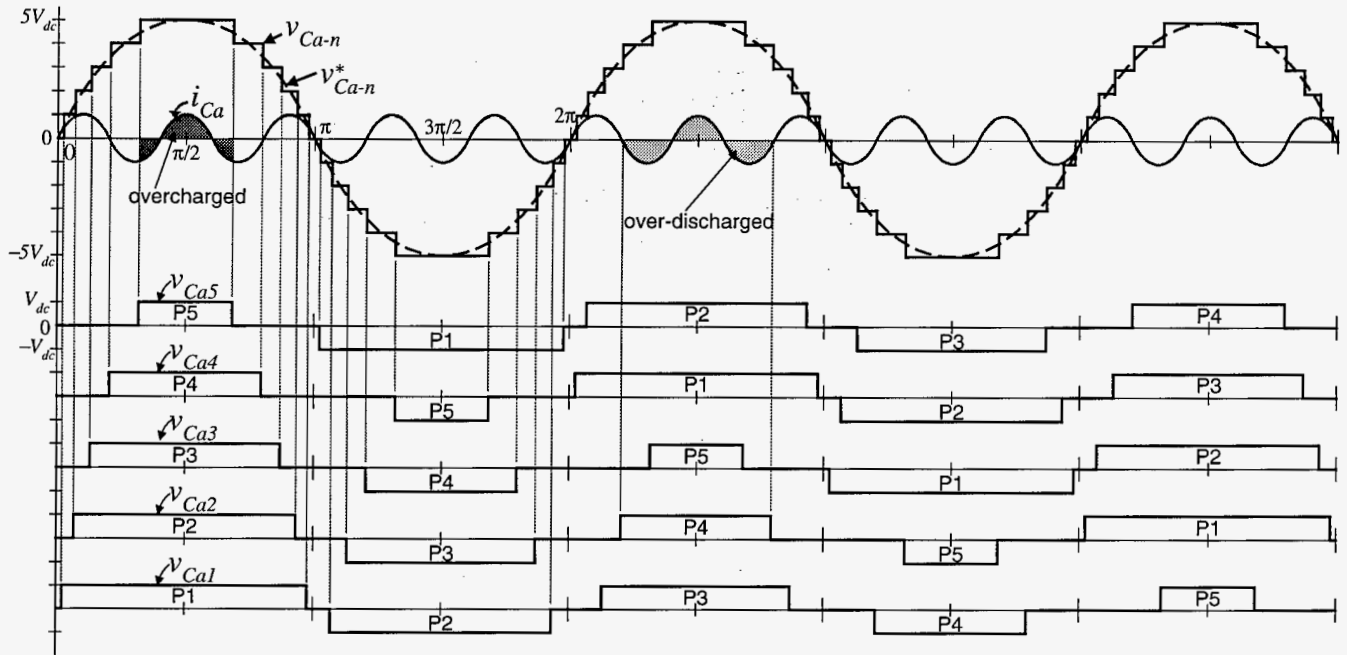 5V_dc
v_Ca-n
v*_Ca-n
i_Ca
0
0
π/2
π
3π/2
2π
overcharged
over-discharged
−5V_dc
v_Ca5
V_dc
0
−V_dc
P5
P1
P2
P3
P4
v_Ca4
P4
P5
P1
P2
P3
v_Ca3
P3
P4
P5
P1
P2
v_Ca2
P2
P3
P4
P5
P1
v_Ca1
P1
P2
P3
P4
P5